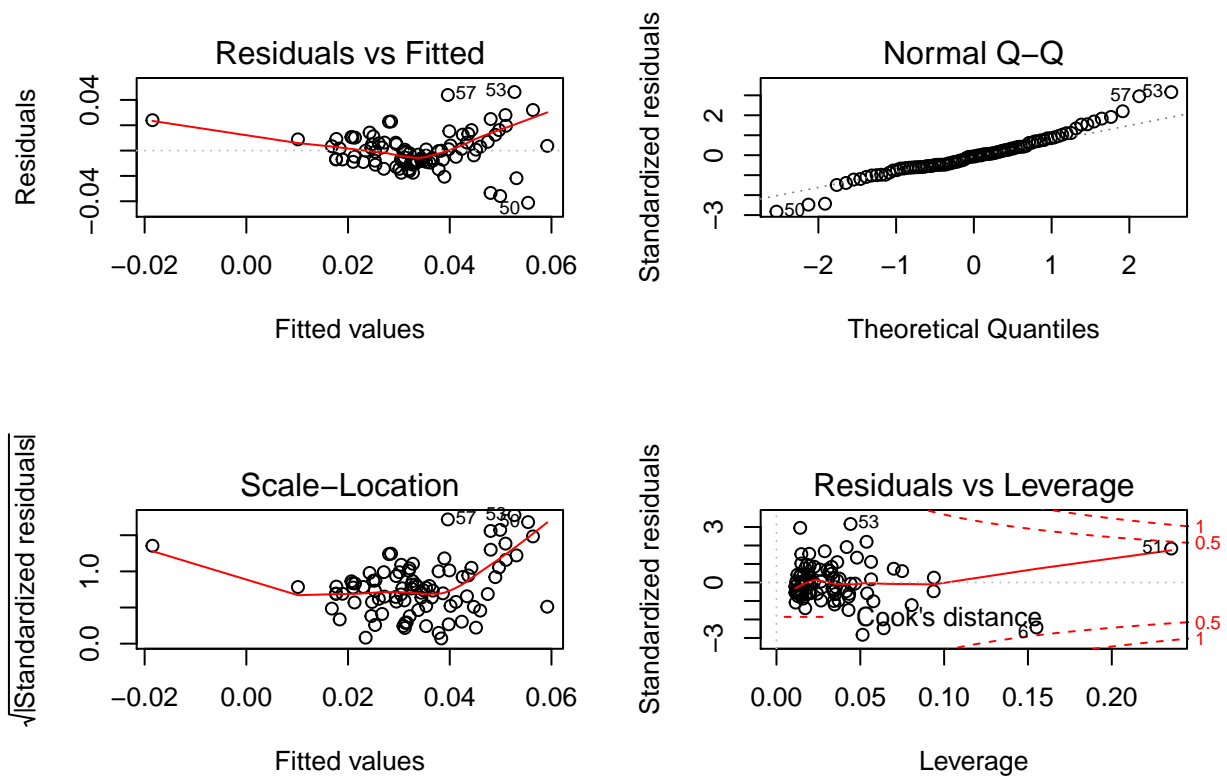 Residuals vs Fitted
Residuals
0.04
−0.04
57
53
50
−0.02 0.00 0.02 0.04 0.06
Fitted values
Normal Q−Q
Standardized residuals
2
0
−3
57
53
50
−2 −1 0 1 2
Theoretical Quantiles
Scale−Location
√|Standardized residuals|
1.0
0.0
57
53
50
−0.02 0.00 0.02 0.04 0.06
Fitted values
Residuals vs Leverage
Standardized residuals
3
0
−3
53
51
6
Cook's distance
1
0.5
0.5
1
0.00 0.05 0.10 0.15 0.20
Leverage